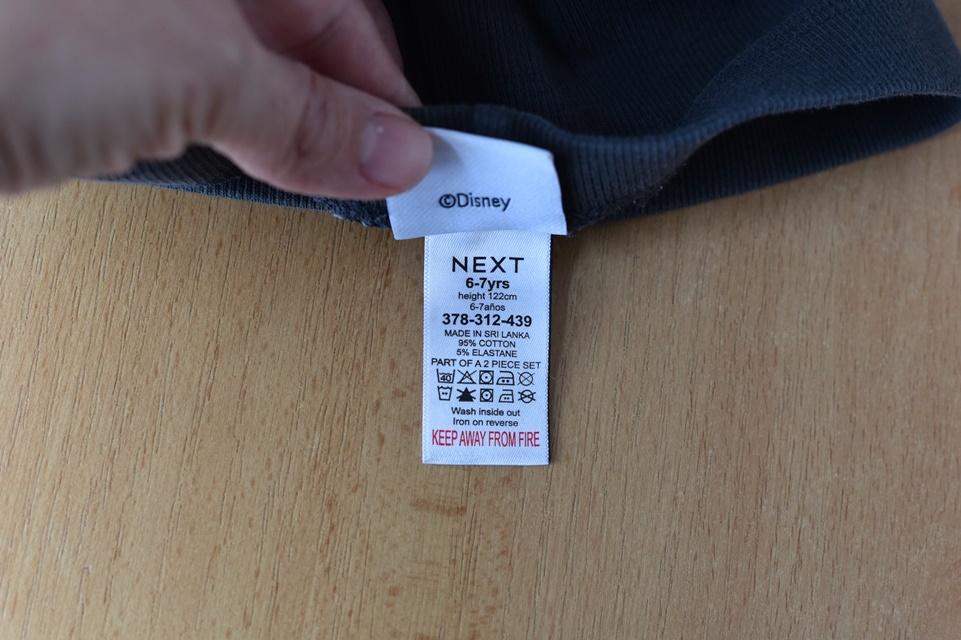 ©Disney
NEXT
6-7yrs
height 122cm
6-7años
378-312-439
MADE IN SRI LANKA
95% COTTON
5% ELASTANE
PART OF A 2 PIECE SET
40
Wash inside out
Iron on reverse
KEEP AWAY FROM FIRE